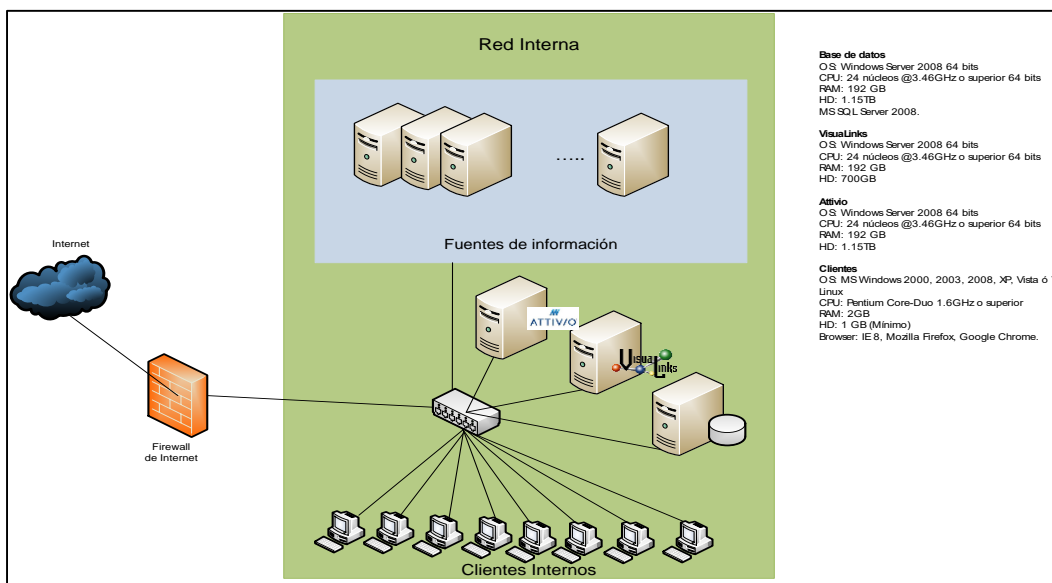 Red Interna
Fuentes de información
Internet
Firewall
de Internet
ATTIVIO
Visual Links
Clientes Internos
Base de datos
OS: Windows Server 2008 64 bits
CPU: 24 núcleos @3.46GHz o superior 64 bits
RAM: 192 GB
HD: 1.15TB
MS SQL Server 2008.
VisuaLinks
OS: Windows Server 2008 64 bits
CPU: 24 núcleos @3.46GHz o superior 64 bits
RAM: 192 GB
HD: 700GB
Attivio
OS: Windows Server 2008 64 bits
CPU: 24 núcleos @3.46GHz o superior 64 bits
RAM: 192 GB
HD: 1.15TB
Clientes
OS: MS Windows 2000, 2003, 2008, XP, Vista ó
Linux
CPU: Pentium Core-Duo 1.6GHz o superior
RAM: 2GB
HD: 1 GB (Mínimo)
Browser: IE8, Mozilla Firefox, Google Chrome.